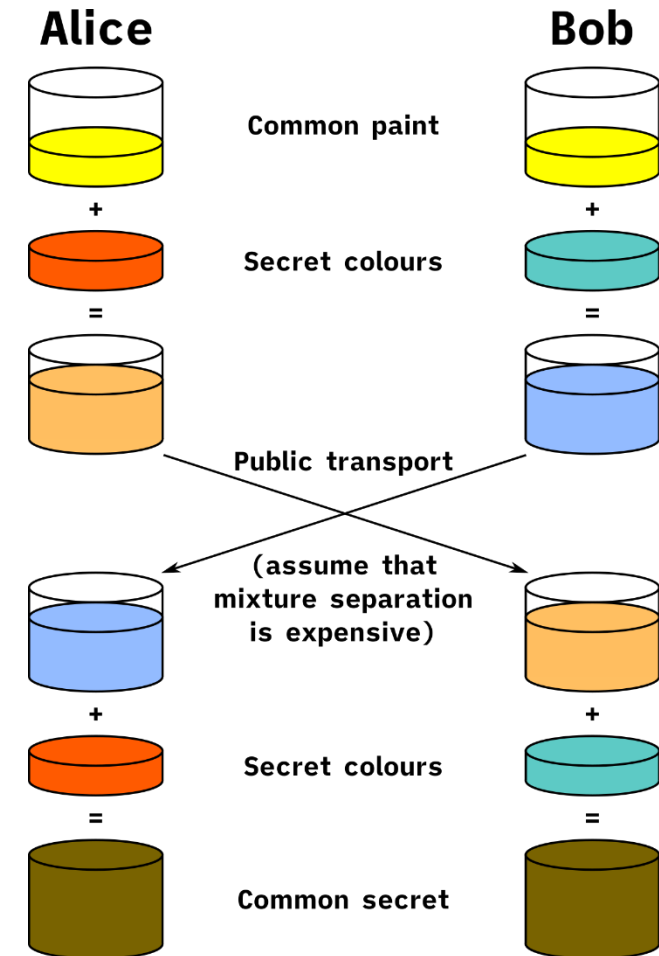 Alice Bob
Common paint
+ +
Secret colours
= =
Public transport
(assume that
mixture separation
is expensive)
+ +
Secret colours
= =
Common secret